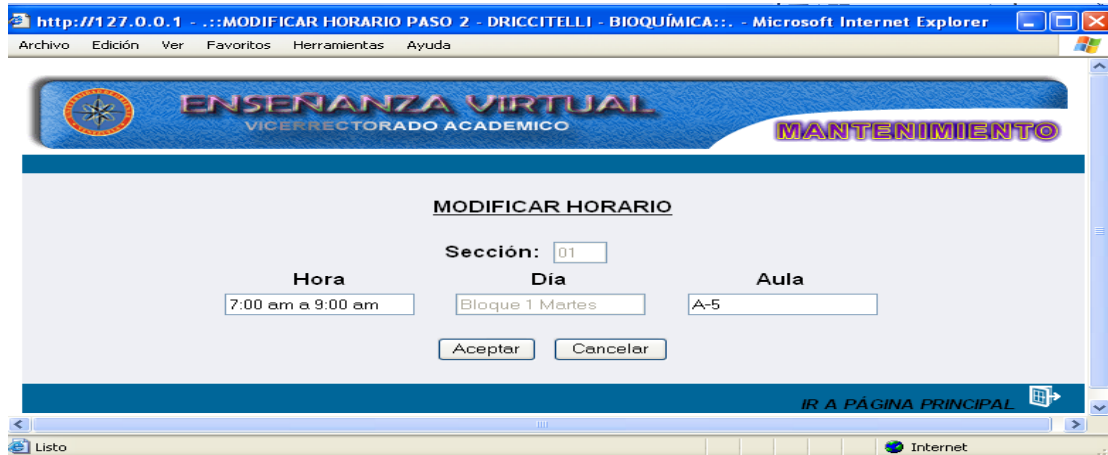 http://127.0.0.1 - .::MODIFICAR HORARIO PASO 2 - DRICCITELLI - BIOQUÍMICA::. - Microsoft Internet Explorer
Archivo Edición Ver Favoritos Herramientas Ayuda
ENSEÑANZA VIRTUAL
VICERRECTORADO ACADEMICO
MANTENIMIENTO
MODIFICAR HORARIO
Sección: 01
Hora Día Aula
7:00 am a 9:00 am Bloque 1 Martes A-5
Aceptar Cancelar
IR A PÁGINA PRINCIPAL
Listo Internet